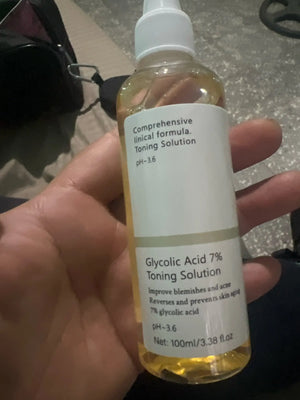 Comprehensive
linical formula.
Toning Solution
pH~3.6
Glycolic Acid 7%
Toning Solution
Improve blemishes and acne
Reverses and prevents skin aging
7% glycolic acid
pH~3.6
Net: 100ml/3.38 fl.oz